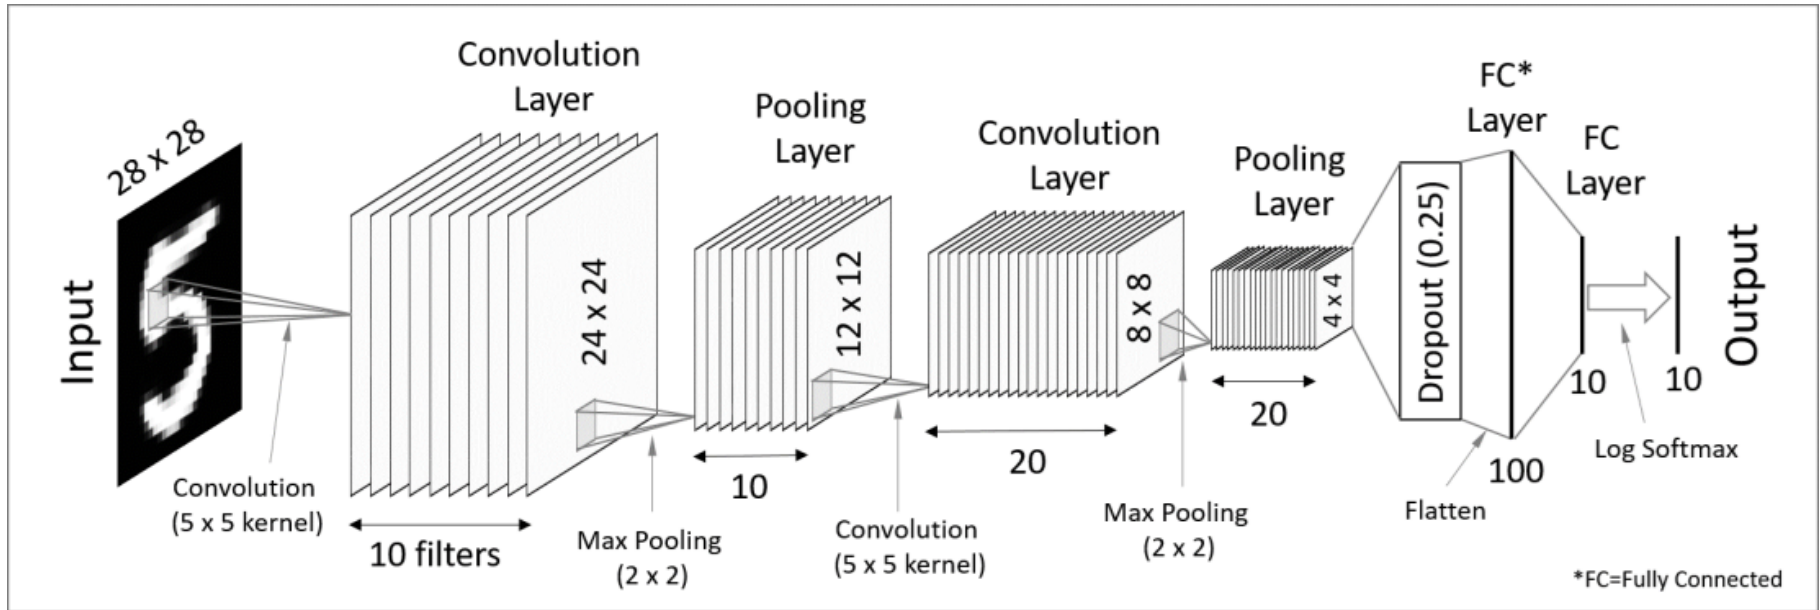 Input
28 x 28
Convolution
(5 x 5 kernel)
Convolution
Layer
24 x 24
10 filters
Max Pooling
(2 x 2)
Pooling
Layer
12 x 12
10
Convolution
(5 x 5 kernel)
Convolution
Layer
8 x 8
20
Max Pooling
(2 x 2)
Pooling
Layer
4 x 4
20
Dropout (0.25)
Flatten
FC*
Layer
100
FC
Layer
10
Log Softmax
10
Output
*FC=Fully Connected